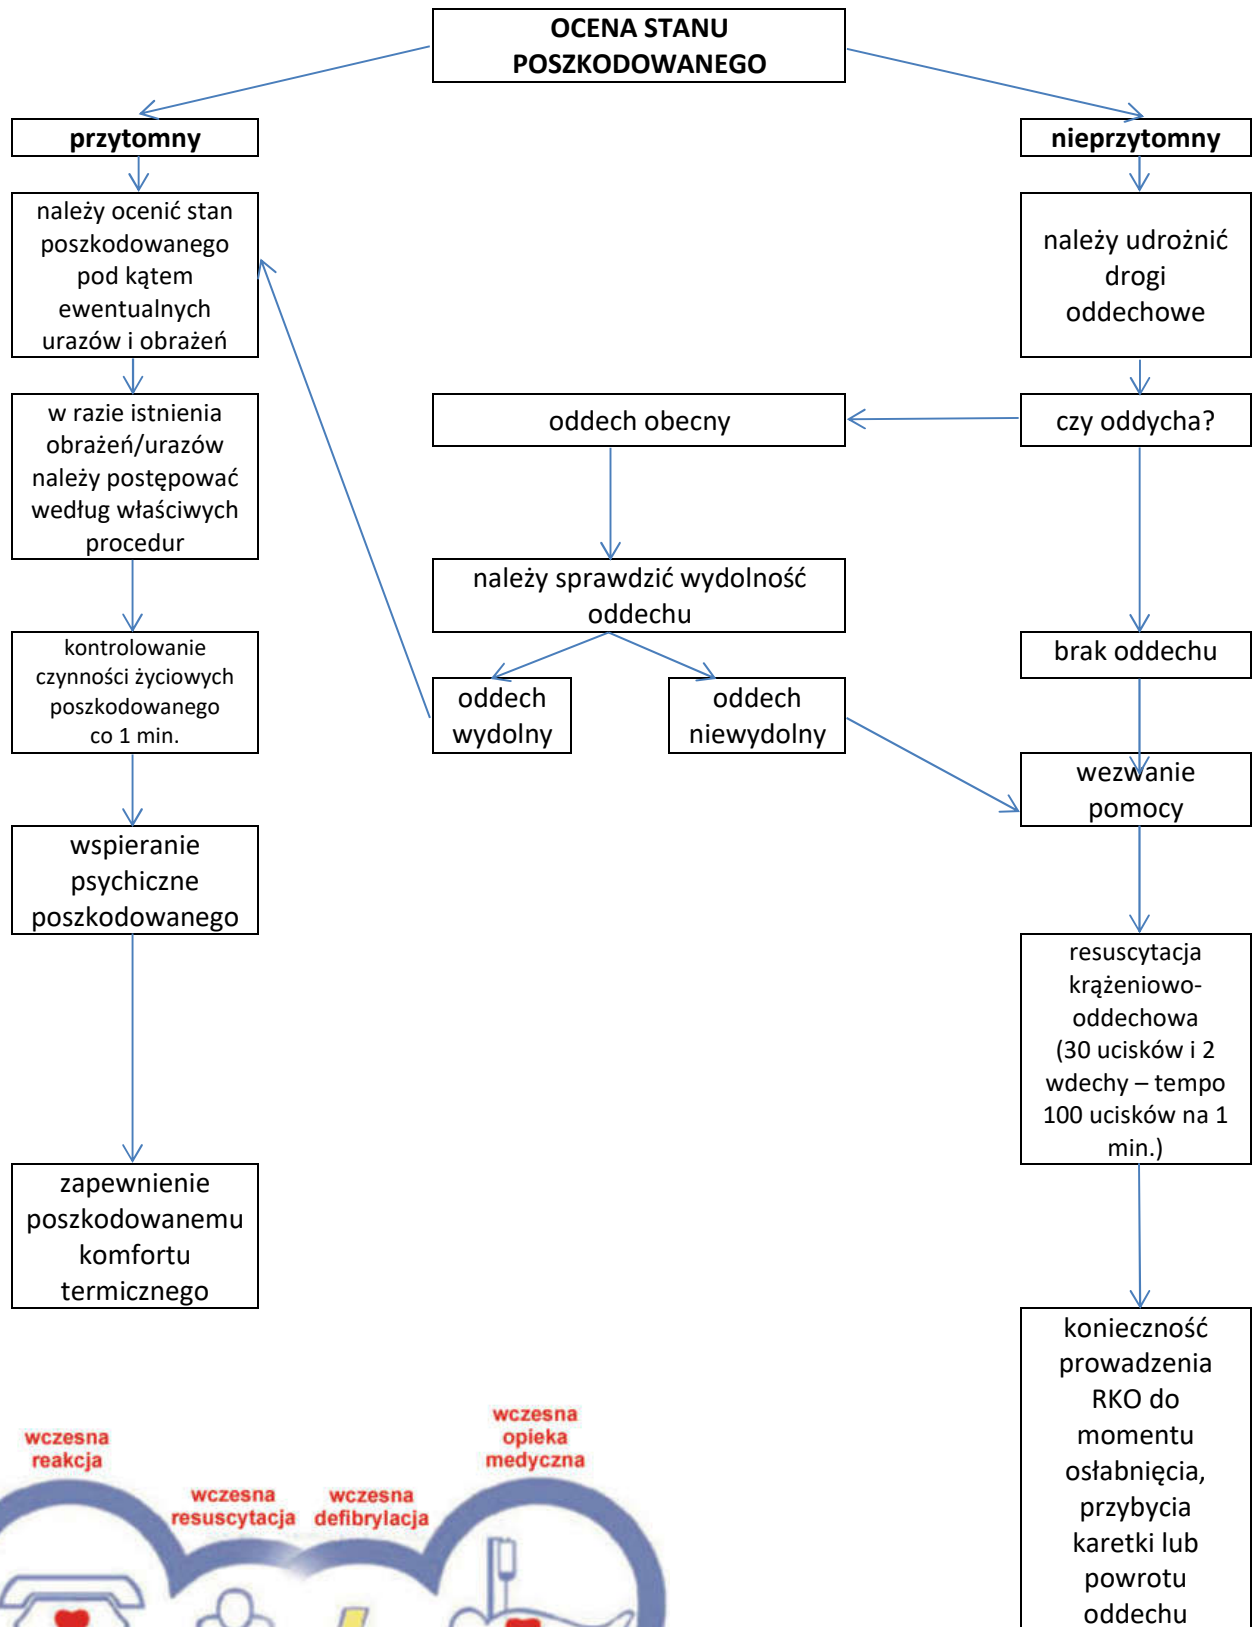 OCENA STANU
POSZKODOWANEGO
przytomny
nieprzytomny
należy ocenić stan
poszkodowanego
pod kątem
ewentualnych
urazów i obrażeń
należy udrożnić
drogi
oddechowe
w razie istnienia
obrażeń/urazów
należy postępować
według właściwych
procedur
oddech obecny
czy oddycha?
należy sprawdzić wydolność
oddechu
kontrolowanie
czynności życiowych
poszkodowanego
co 1 min.
brak oddechu
oddech
wydolny
oddech
niewydolny
wezwanie
pomocy
wspieranie
psychiczne
poszkodowanego
resuscytacja
krążeniowo-
oddechowa
(30 ucisków i 2
wdechy – tempo
100 ucisków na 1
min.)
zapewnienie
poszkodowanemu
komfortu
termicznego
konieczność
prowadzenia
RKO do
momentu
osłabnięcia,
przybycia
karetki lub
powrotu
oddechu
wczesna
reakcja
wczesna
resuscytacja
wczesna
defibrylacja
wczesna
opieka
medyczna